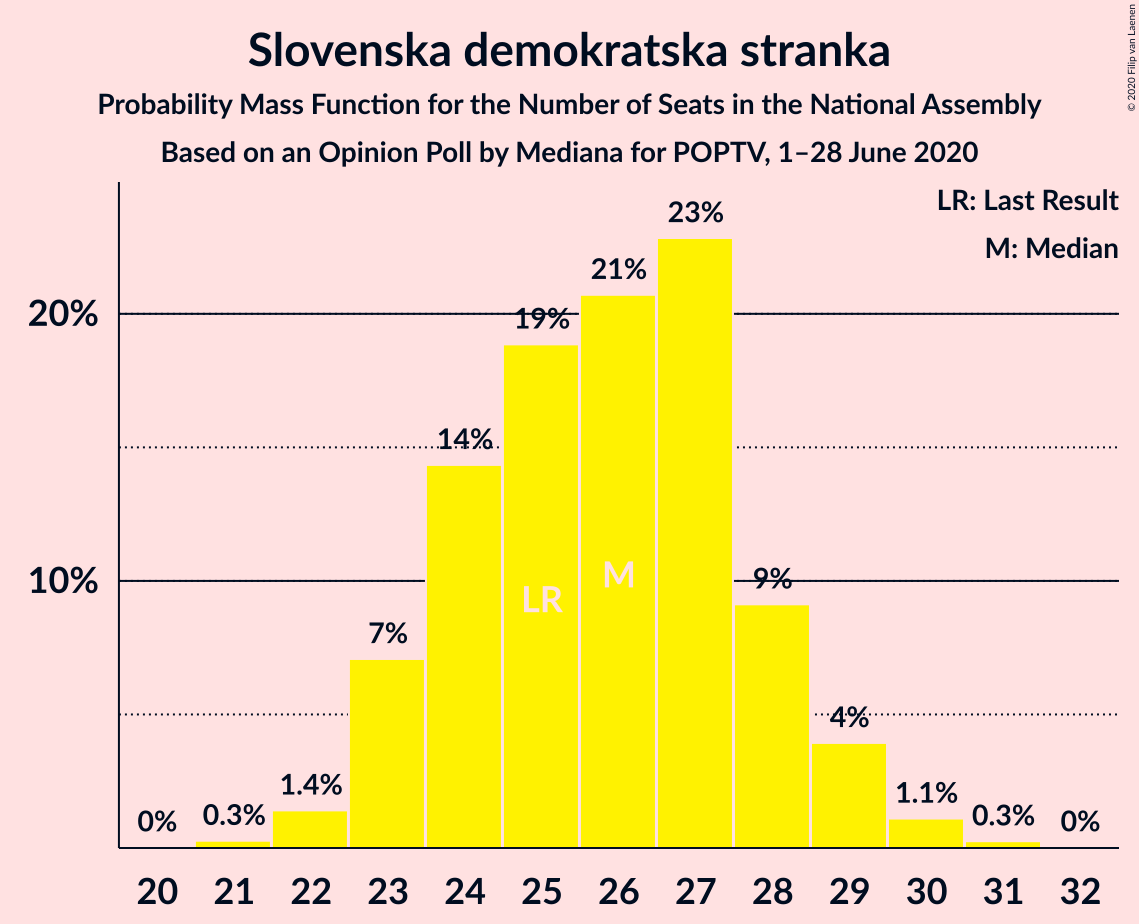 Slovenska demokratska stranka
Probability Mass Function for the Number of Seats in the National Assembly
Based on an Opinion Poll by Mediana for POPTV, 1–28 June 2020
© 2020 Filip van Laenen
LR: Last Result
M: Median
20%
10%
0%
0.3%
1.4%
7%
14%
19%
21%
23%
9%
4%
1.1%
0.3%
0%
LR
M
20 21 22 23 24 25 26 27 28 29 30 31 32